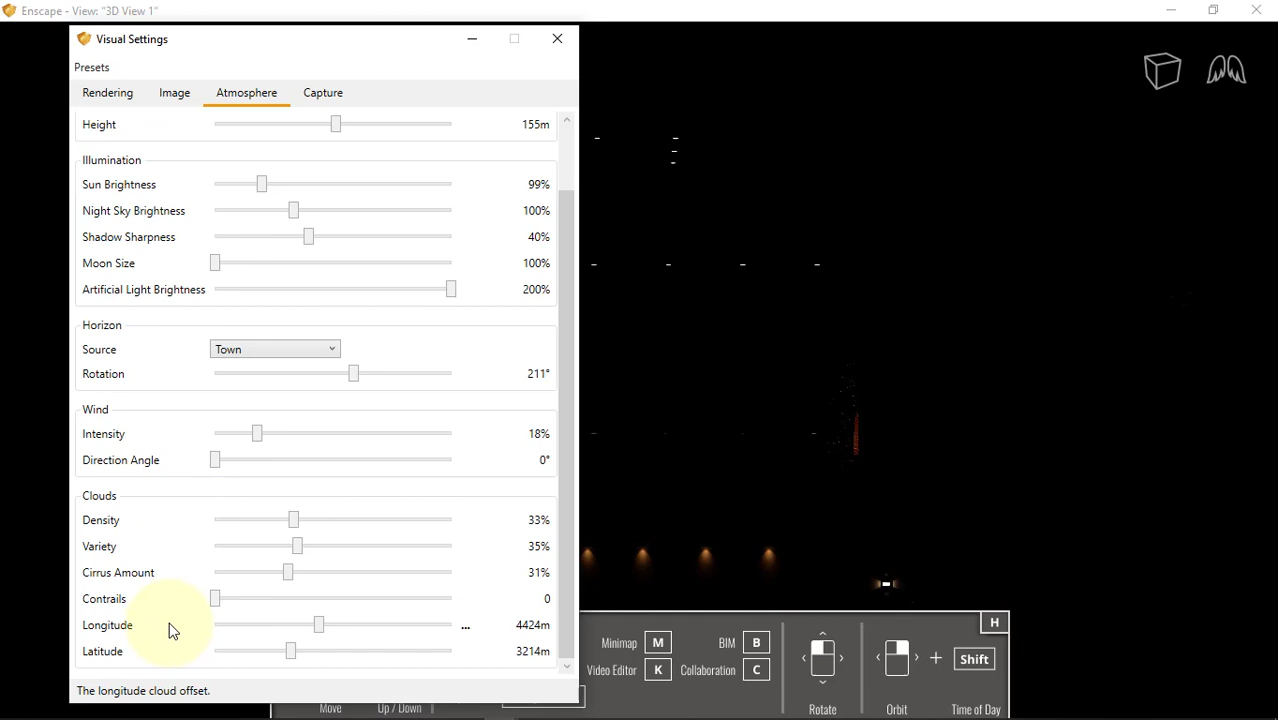 Enscape - View: "3D View 1"
Visual Settings
Presets
Rendering Image Atmosphere Capture
Height 155m
Illumination
Sun Brightness 99%
Night Sky Brightness 100%
Shadow Sharpness 40%
Moon Size 100%
Artificial Light Brightness 200%
Horizon
Source Town
Rotation 211°
Wind
Intensity 18%
Direction Angle 0°
Clouds
Density 33%
Variety 35%
Cirrus Amount 31%
Contrails 0
Longitude ... 4424m
Latitude 3214m
The longitude cloud offset.
H
Minimap M BIM B
Video Editor K Collaboration C
+ Shift
Move Up / Down Rotate Orbit Time of Day